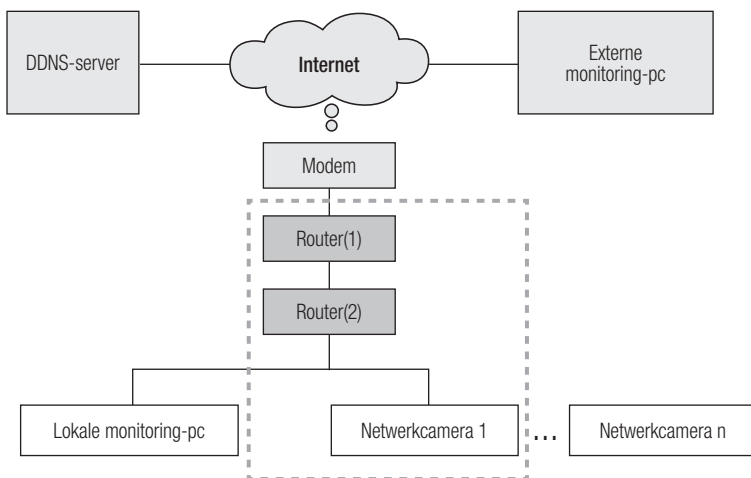 DDNS-server
Internet
Externe
monitoring-pc
Modem
Router(1)
Router(2)
Lokale monitoring-pc
Netwerkcamera 1
...
Netwerkcamera n